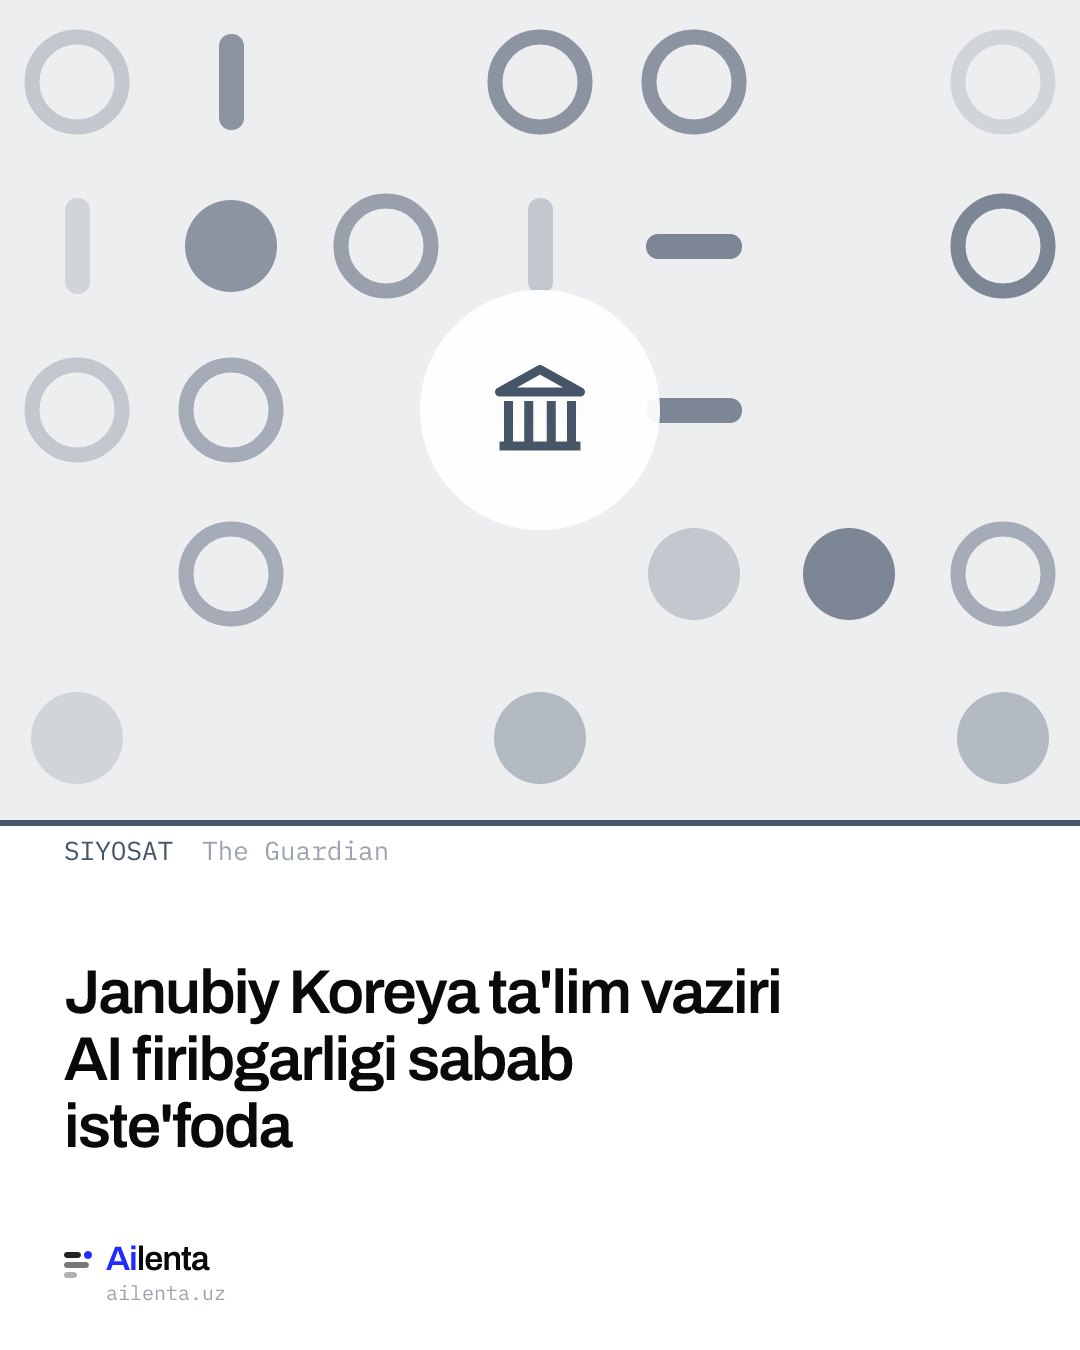 SIYOSAT The Guardian
Janubiy Koreya ta'lim vaziri
AI firibgarligi sabab
iste'foda
Ailenta
ailenta.uz